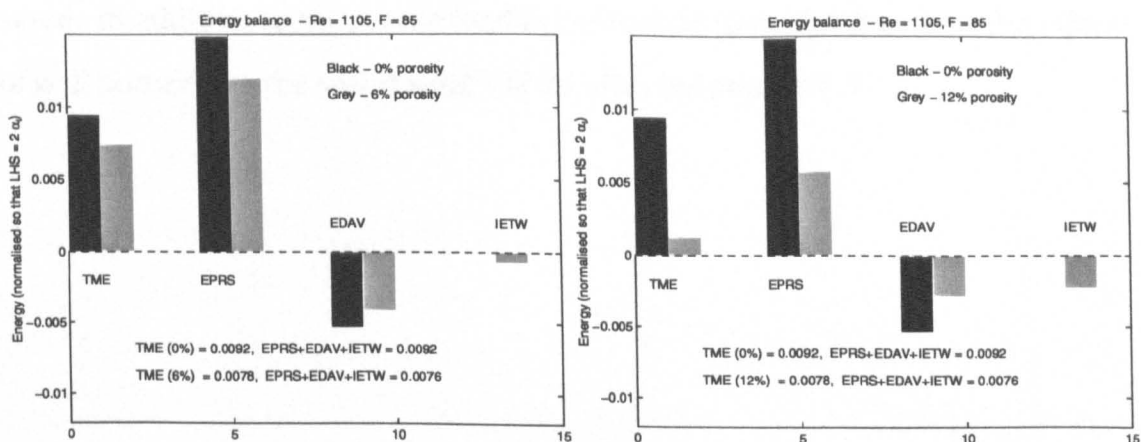 Energy balance − Re = 1105, F = 85
Black − 0% porosity
Grey − 6% porosity
Energy (normalised so that LHS = 2 αᵢ)
0.01
0.005
0
−0.005
−0.01
TME
EPRS
EDAV
IETW
TME (0%) = 0.0092, EPRS+EDAV+IETW = 0.0092
TME (6%) = 0.0078, EPRS+EDAV+IETW = 0.0076
0
5
10
15
Energy balance − Re = 1105, F = 85
Black − 0% porosity
Grey − 12% porosity
Energy (normalised so that LHS = 2 αᵢ)
0.01
0.005
0
−0.005
−0.01
TME
EPRS
EDAV
IETW
TME (0%) = 0.0092, EPRS+EDAV+IETW = 0.0092
TME (12%) = 0.0078, EPRS+EDAV+IETW = 0.0076
0
5
10
15